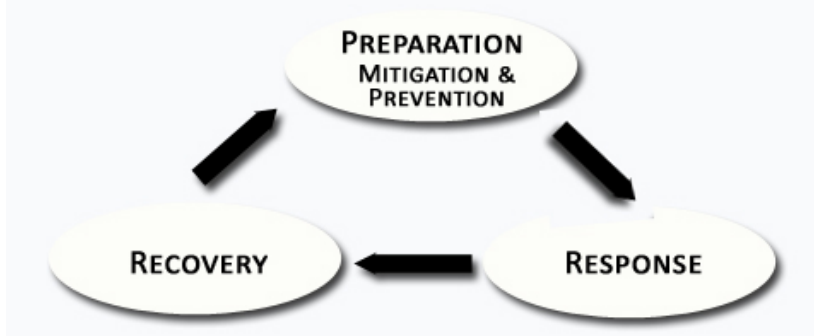 PREPARATION
MITIGATION &
PREVENTION
RECOVERY
RESPONSE